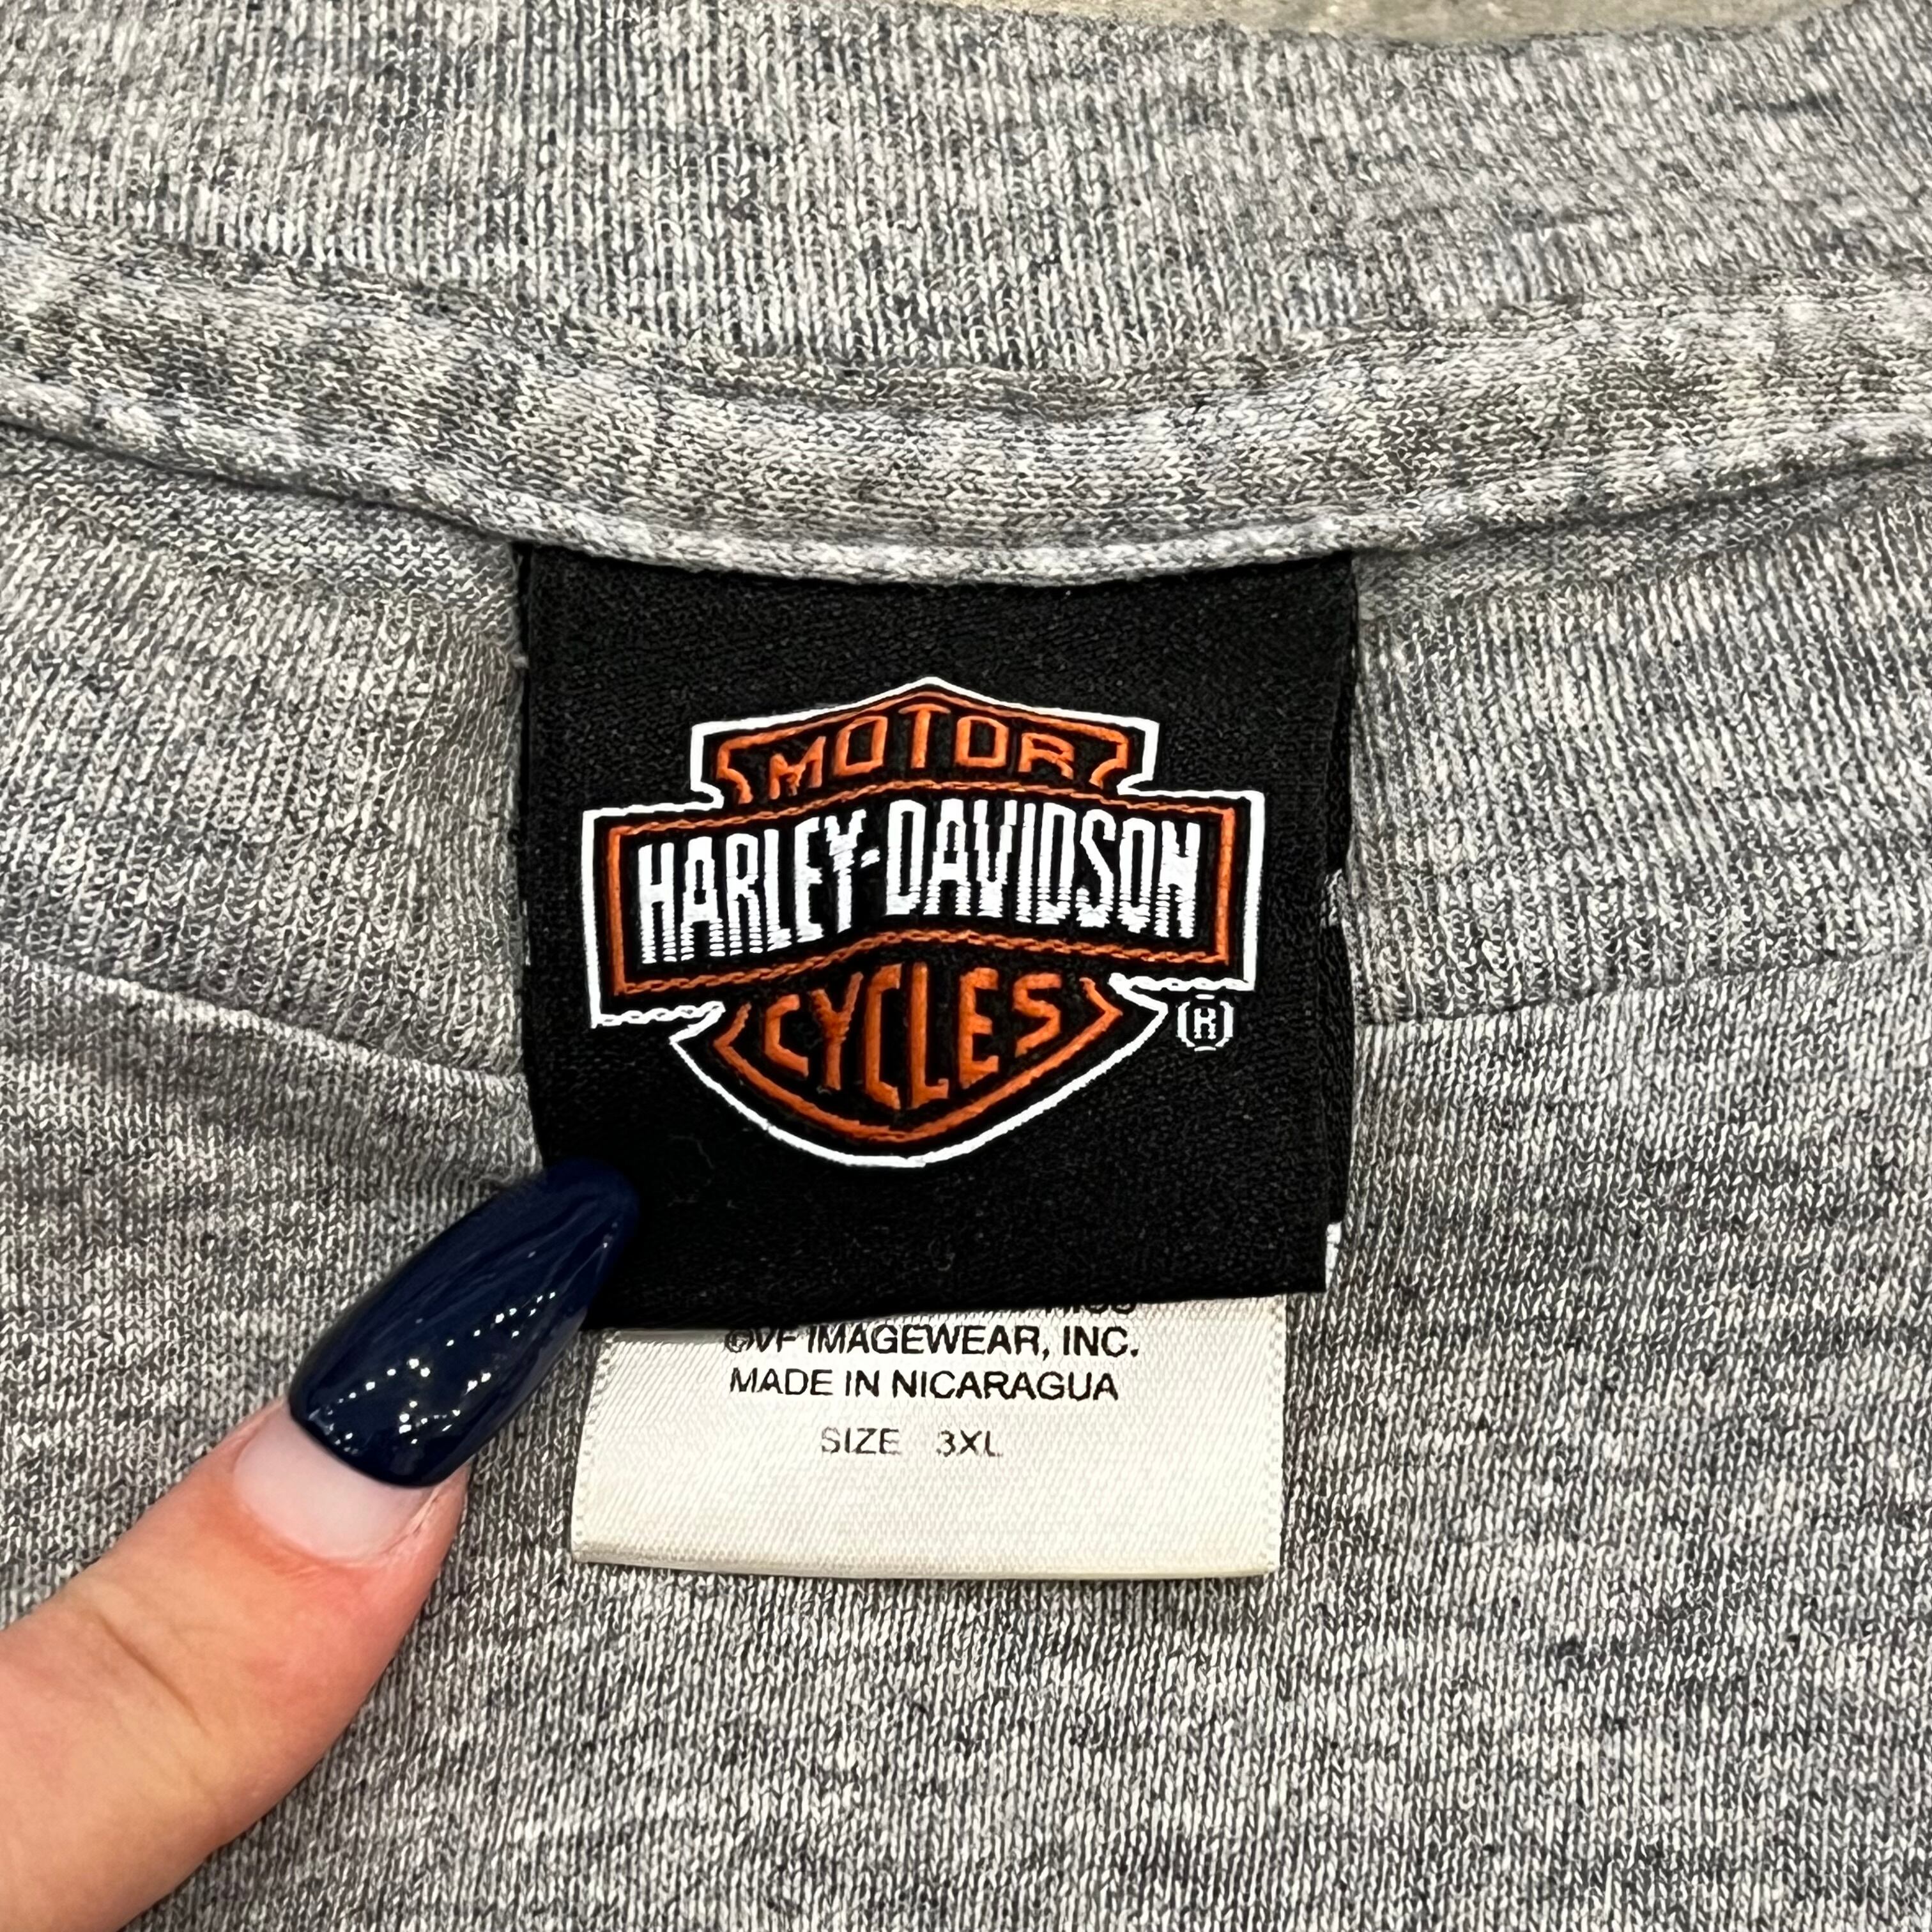 MOTOR
HARLEY-DAVIDSON
CYCLES
®
©VF IMAGEWEAR, INC.
MADE IN NICARAGUA
SIZE 3XL